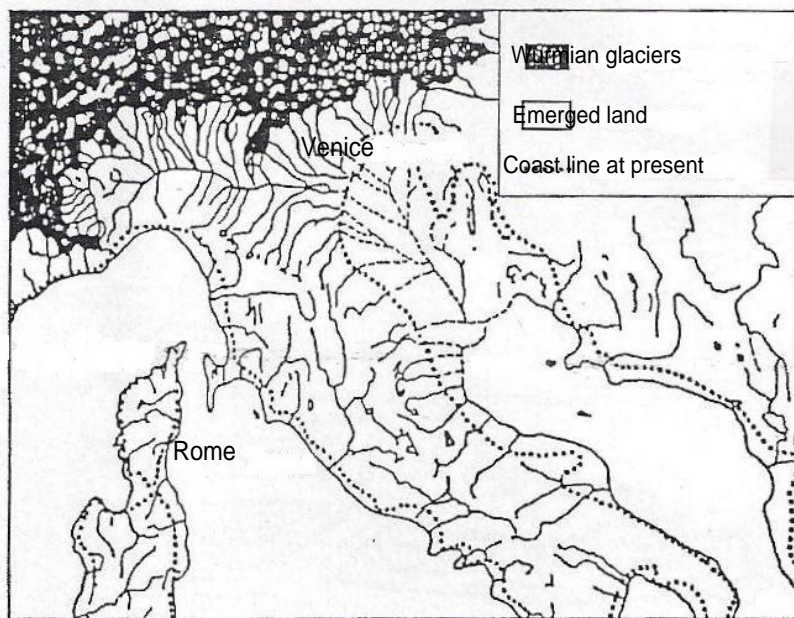 Wurmian glaciers
Emerged land
Venice
Coast line at present
Rome